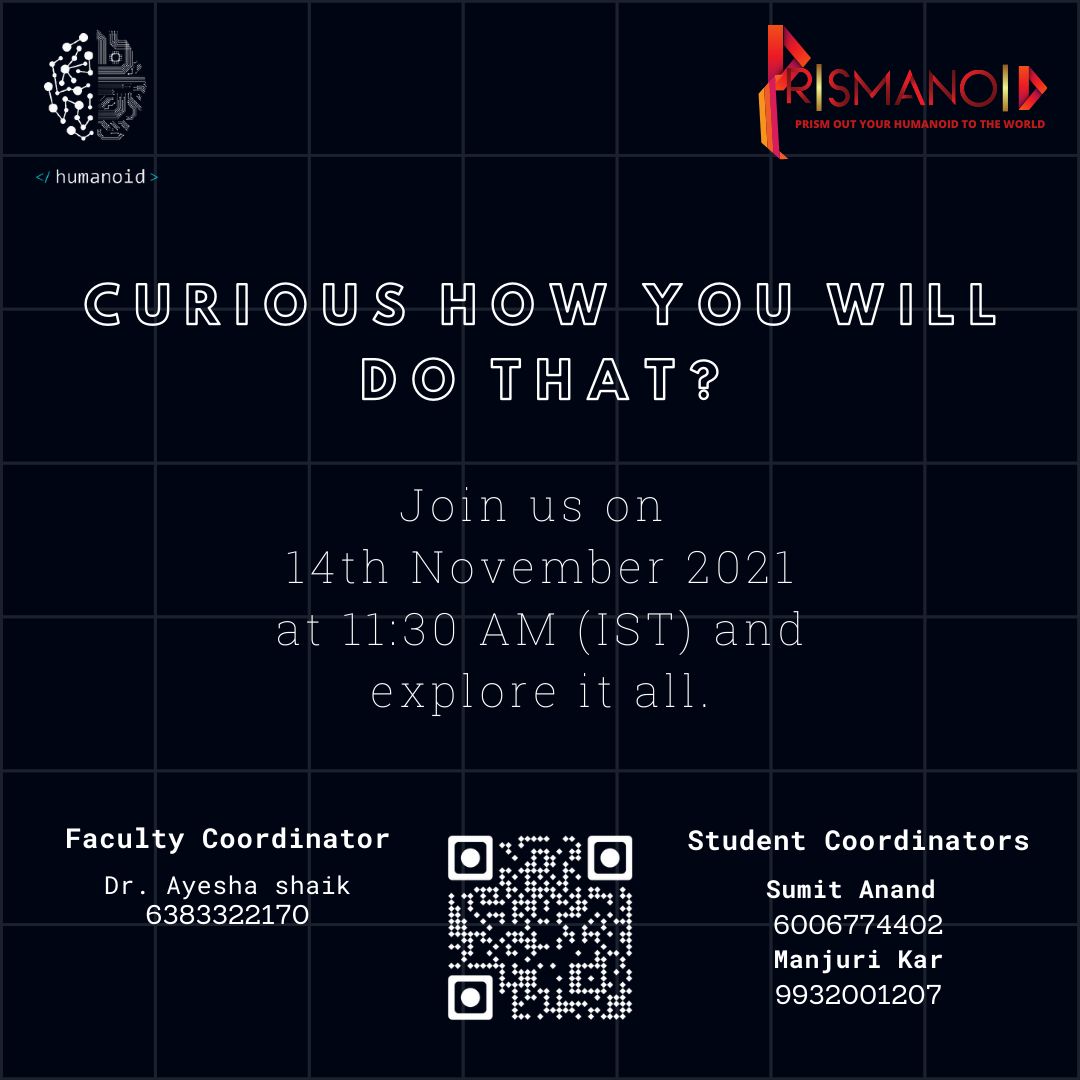 </humanoid>
PRISMANOID
PRISM OUT YOUR HUMANOID TO THE WORLD
CURIOUS HOW YOU WILL
DO THAT?
Join us on
14th November 2021
at 11:30 AM (IST) and
explore it all.
Faculty Coordinator
Dr. Ayesha shaik
6383322170
Student Coordinators
Sumit Anand
6006774402
Manjuri Kar
9932001207